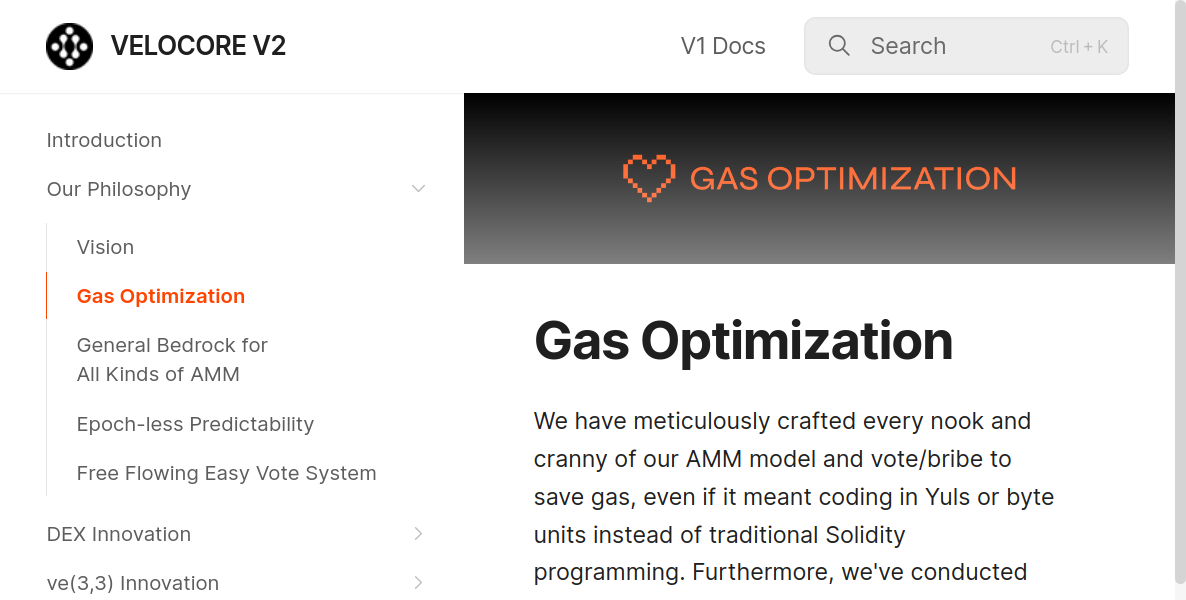 VELOCORE V2
V1 Docs
Search
Ctrl + K
Introduction
Our Philosophy
Vision
Gas Optimization
General Bedrock for
All Kinds of AMM
Epoch-less Predictability
Free Flowing Easy Vote System
DEX Innovation
ve(3,3) Innovation
GAS OPTIMIZATION
Gas Optimization
We have meticulously crafted every nook and
cranny of our AMM model and vote/bribe to
save gas, even if it meant coding in Yuls or byte
units instead of traditional Solidity
programming. Furthermore, we've conducted